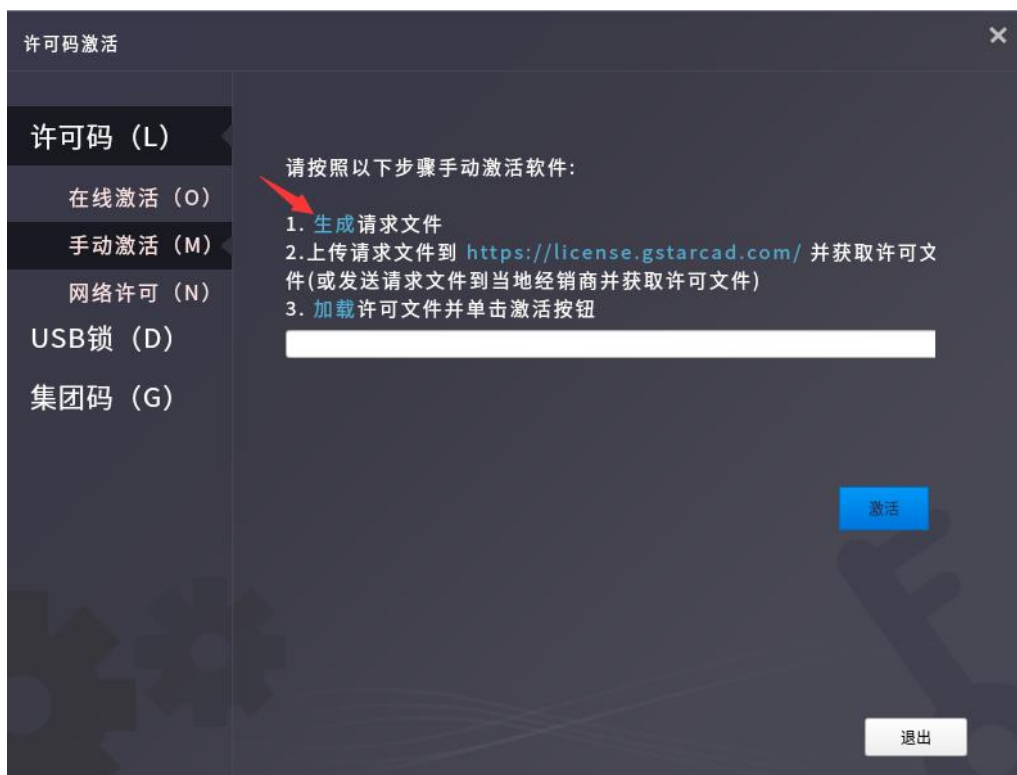 许可码激活
许可码（L）
在线激活（O）
手动激活（M）
网络许可（N）
USB锁（D）
集团码（G）
请按照以下步骤手动激活软件:
1. 生成请求文件
2.上传请求文件到 https://license.gstarcad.com/ 并获取许可文
件(或发送请求文件到当地经销商并获取许可文件)
3. 加载许可文件并单击激活按钮
激活
退出